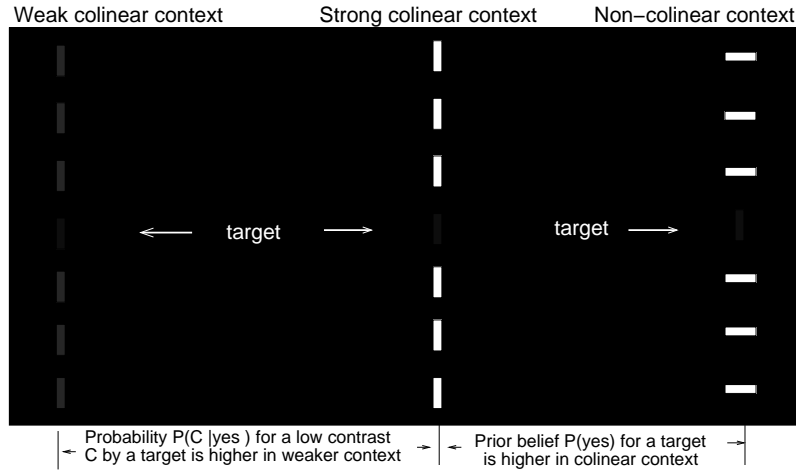 Weak colinear context Strong colinear context Non−colinear context
target target
Probability P(C |yes ) for a low contrast
C by a target is higher in weaker context
Prior belief P(yes) for a target
is higher in colinear context